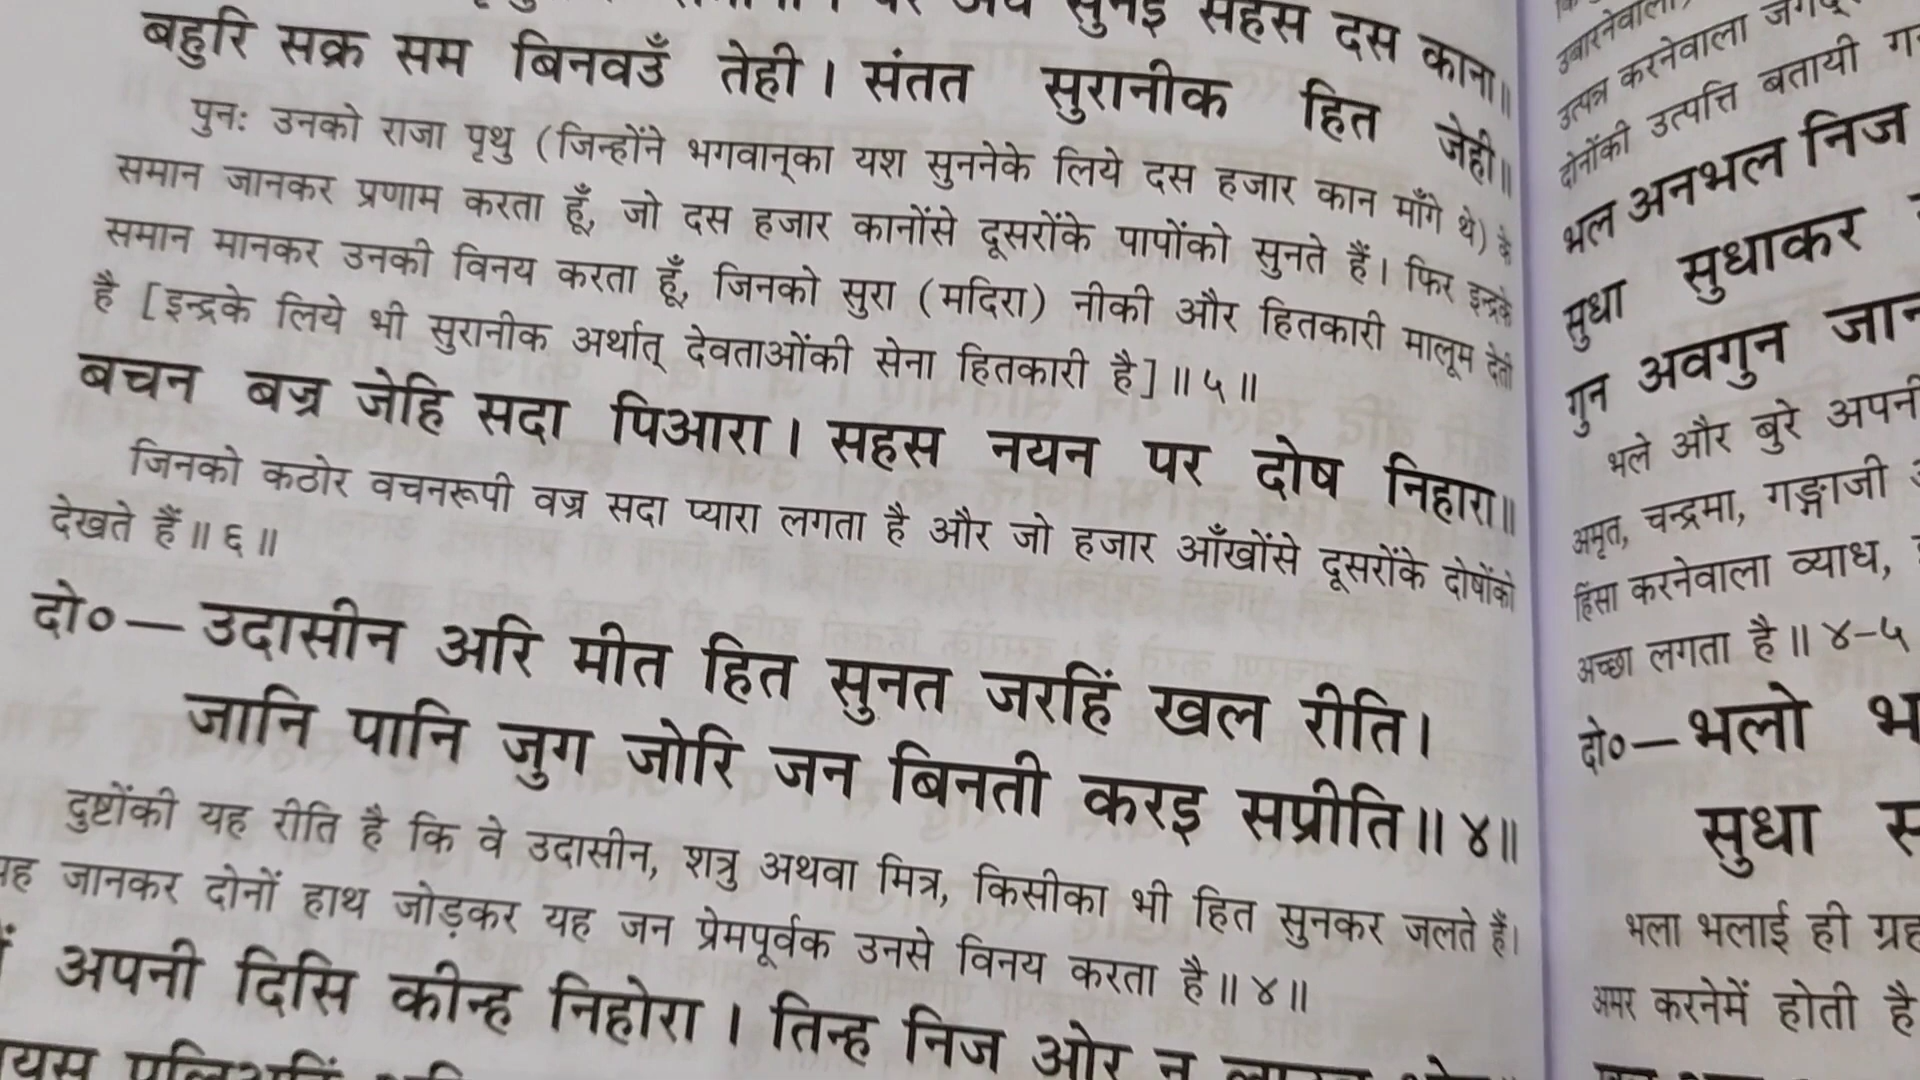 सुनइ सहस दस काना॥
बहुरि सक्र सम बिनवउँ तेही। संतत सुरानीक हित जेही॥
पुनः उनको राजा पृथु (जिन्होंने भगवान्‌का यश सुननेके लिये दस हजार कान माँगे थे) के
समान जानकर प्रणाम करता हूँ, जो दस हजार कानोंसे दूसरोंके पापोंको सुनते हैं। फिर इन्द्रके
समान मानकर उनकी विनय करता हूँ, जिनको सुरा (मदिरा) नीकी और हितकारी मालूम देती
है [इन्द्रके लिये भी सुरानीक अर्थात् देवताओंकी सेना हितकारी है]॥५॥
बचन बज्र जेहि सदा पिआरा। सहस नयन पर दोष निहारा॥
जिनको कठोर वचनरूपी वज्र सदा प्यारा लगता है और जो हजार आँखोंसे दूसरोंके दोषोंको
देखते हैं॥६॥
दो०—उदासीन अरि मीत हित सुनत जरहिं खल रीति।
जानि पानि जुग जोरि जन बिनती करइ सप्रीति॥४॥
दुष्टोंकी यह रीति है कि वे उदासीन, शत्रु अथवा मित्र, किसीका भी हित सुनकर जलते हैं।
यह जानकर दोनों हाथ जोड़कर यह जन प्रेमपूर्वक उनसे विनय करता है॥४॥
अपनी दिसि कीन्ह निहोरा। तिन्ह निज ओर न
उबारनेवाला,
उत्पन्न करनेवाला
दोनोंकी उत्पत्ति बतायी
भल अनभल निज
सुधा सुधाकर
गुन अवगुन
भले और बुरे अपनी
अमृत, चन्द्रमा, गङ्गाजी
हिंसा करनेवाला व्याध,
अच्छा लगता है॥४-५
दो०—भलो
सुधा
भला भलाई ही
अमर करनेमें होती है